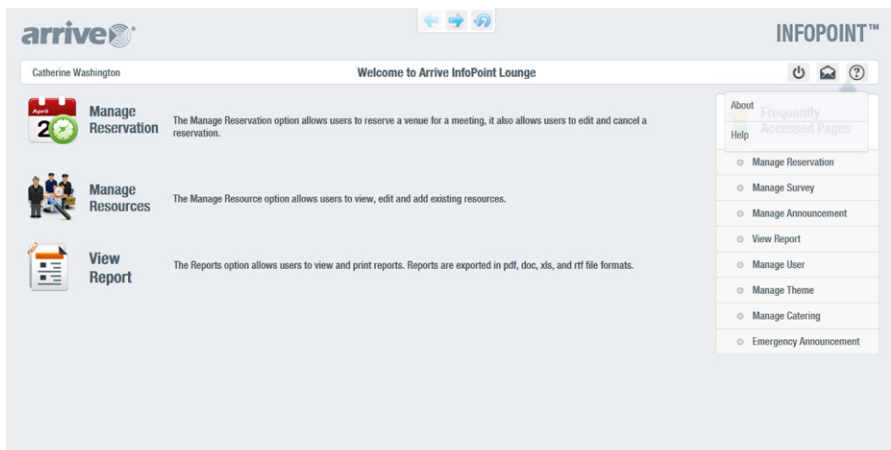 arrive
INFOPOINT™
Catherine Washington
Welcome to Arrive InfoPoint Lounge
April
Manage
Reservation
The Manage Reservation option allows users to reserve a venue for a meeting, it also allows users to edit and cancel a
reservation.
Manage
Resources
The Manage Resource option allows users to view, edit and add existing resources.
View
Report
The Reports option allows users to view and print reports. Reports are exported in pdf, doc, xls, and rtf file formats.
About
Help
Frequently
Accessed Pages
Manage Reservation
Manage Survey
Manage Announcement
View Report
Manage User
Manage Theme
Manage Catering
Emergency Announcement